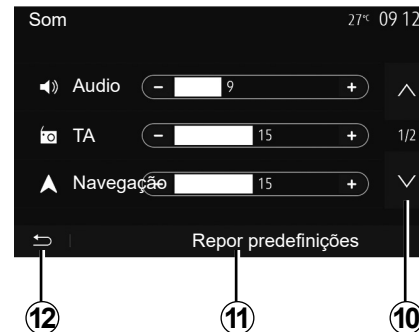 Som 27°C 09 12
Audio - 9 +
TA - 15 + 1/2
Navegação - 15 +
Repor predefinições
12 11 10